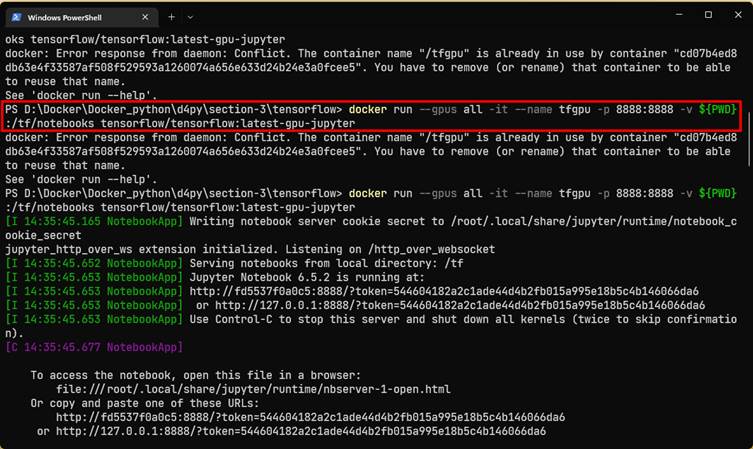 Windows PowerShell
oks tensorflow/tensorflow:latest-gpu-jupyter
docker: Error response from daemon: Conflict. The container name "/tfgpu" is already in use by container "cd07b4ed8
db63e4f33587af508f529593a1260074a656e633d24b24e3a0fcee5". You have to remove (or rename) that container to be able
to reuse that name.
See 'docker run --help'.
PS D:\Docker\Docker_python\d4py\section-3\tensorflow> docker run --gpus all -it --name tfgpu -p 8888:8888 -v ${PWD}
:/tf/notebooks tensorflow/tensorflow:latest-gpu-jupyter
docker: Error response from daemon: Conflict. The container name "/tfgpu" is already in use by container "cd07b4ed8
db63e4f33587af508f529593a1260074a656e633d24b24e3a0fcee5". You have to remove (or rename) that container to be able
to reuse that name.
See 'docker run --help'.
PS D:\Docker\Docker_python\d4py\section-3\tensorflow> docker run --gpus all -it --name tfgpu -p 8888:8888 -v ${PWD}
:/tf/notebooks tensorflow/tensorflow:latest-gpu-jupyter
[I 14:35:45.165 NotebookApp] Writing notebook server cookie secret to /root/.local/share/jupyter/runtime/notebook_c
ookie_secret
jupyter_http_over_ws extension initialized. Listening on /http_over_websocket
[I 14:35:45.652 NotebookApp] Serving notebooks from local directory: /tf
[I 14:35:45.653 NotebookApp] Jupyter Notebook 6.5.2 is running at:
[I 14:35:45.653 NotebookApp] http://fd5537f0a0c5:8888/?token=544604182a2c1ade44d4b2fb015a995e18b5c4b146066da6
[I 14:35:45.653 NotebookApp]  or http://127.0.0.1:8888/?token=544604182a2c1ade44d4b2fb015a995e18b5c4b146066da6
[I 14:35:45.653 NotebookApp] Use Control-C to stop this server and shut down all kernels (twice to skip confirmatio
n).
[C 14:35:45.677 NotebookApp]
To access the notebook, open this file in a browser:
file:///root/.local/share/jupyter/runtime/nbserver-1-open.html
Or copy and paste one of these URLs:
http://fd5537f0a0c5:8888/?token=544604182a2c1ade44d4b2fb015a995e18b5c4b146066da6
or http://127.0.0.1:8888/?token=544604182a2c1ade44d4b2fb015a995e18b5c4b146066da6